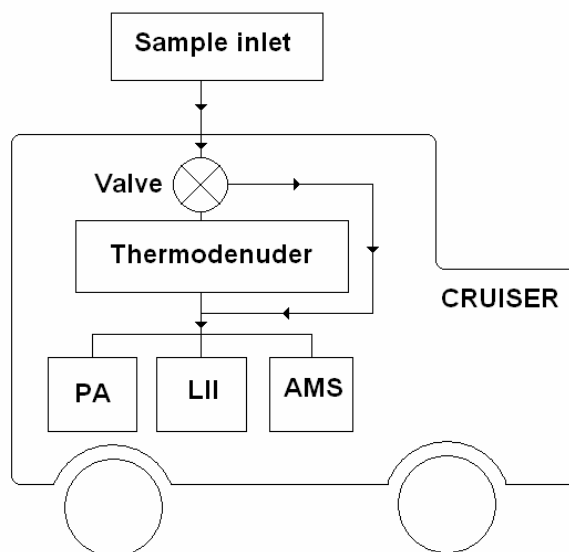 Sample inlet
Valve
Thermodenuder
CRUISER
PA
LII
AMS